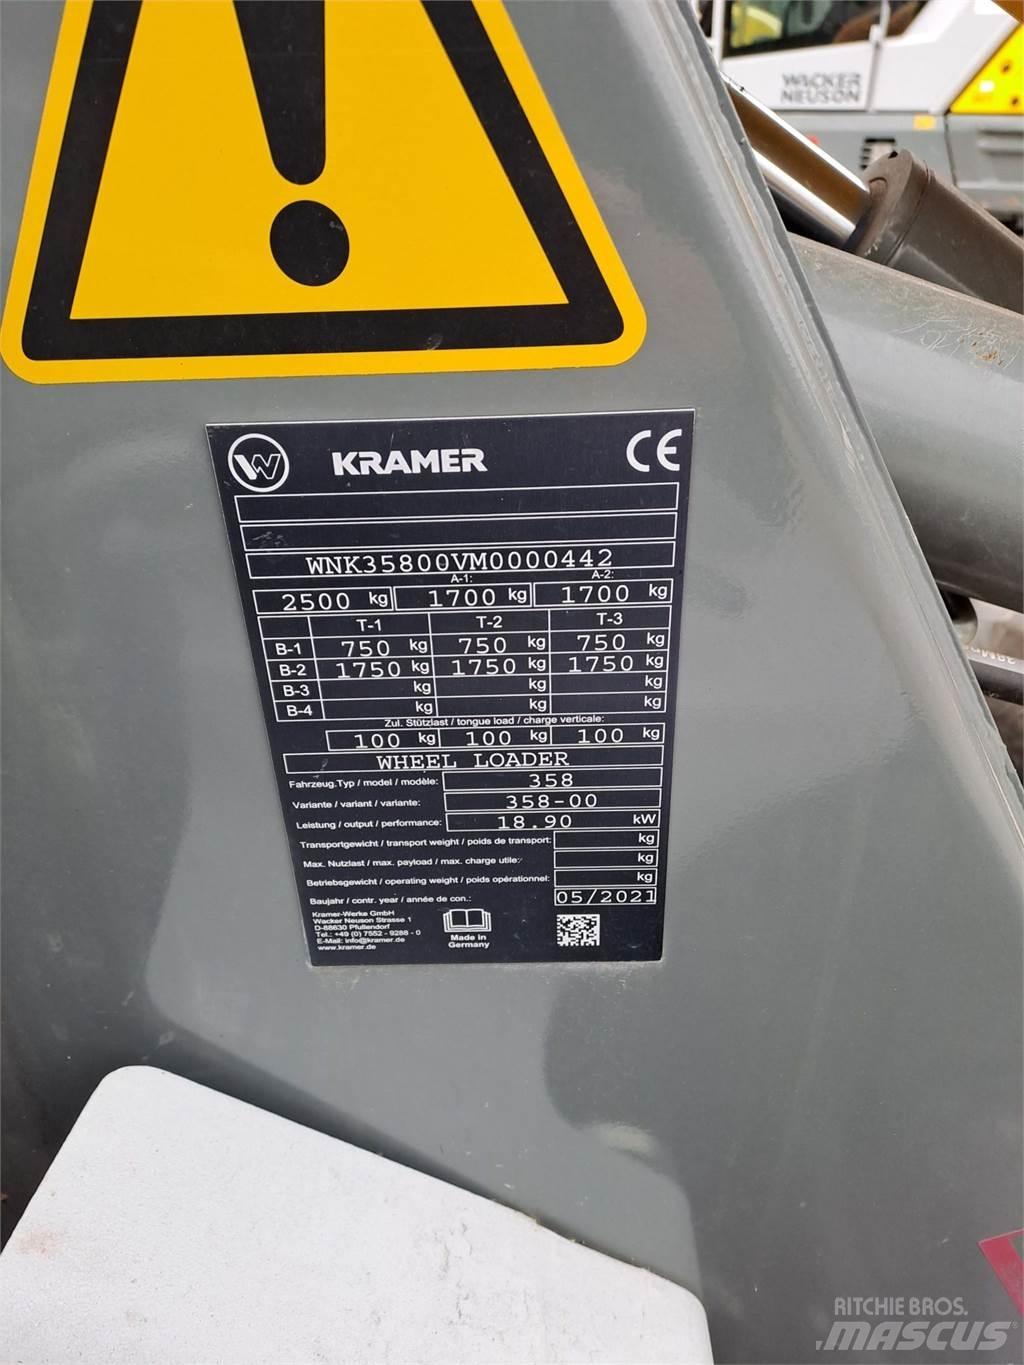 WACKER
NEUSON
W KRAMER CE
WNK35800VM0000442
A-1: A-2:
2500 kg 1700 kg 1700 kg
T-1 T-2 T-3
B-1 750 kg 750 kg 750 kg
B-2 1750 kg 1750 kg 1750 kg
B-3 kg kg kg
B-4 kg kg kg
Zul. Stützlast / tongue load / charge verticale:
100 kg 100 kg 100 kg
WHEEL LOADER
Fahrzeug.Typ / model / modèle: 358
Variante / variant / variante: 358-00
Leistung / output / performance: 18.90 kW
Transportgewicht / transport weight / poids de transport: kg
Max. Nutzlast / max. payload / max. charge utile: kg
Betriebsgewicht / operating weight / poids opérationnel: kg
Baujahr / contr. year / année de con.: 05/2021
Kramer-Werke GmbH
Wacker Neuson Strasse 1
D-88630 Pfullendorf
Tel.: +49 (0) 7552 - 9288 - 0
E-Mail: info@kramer.de
www.kramer.de
Made in
Germany
RITCHIE BROS.
MASCUS